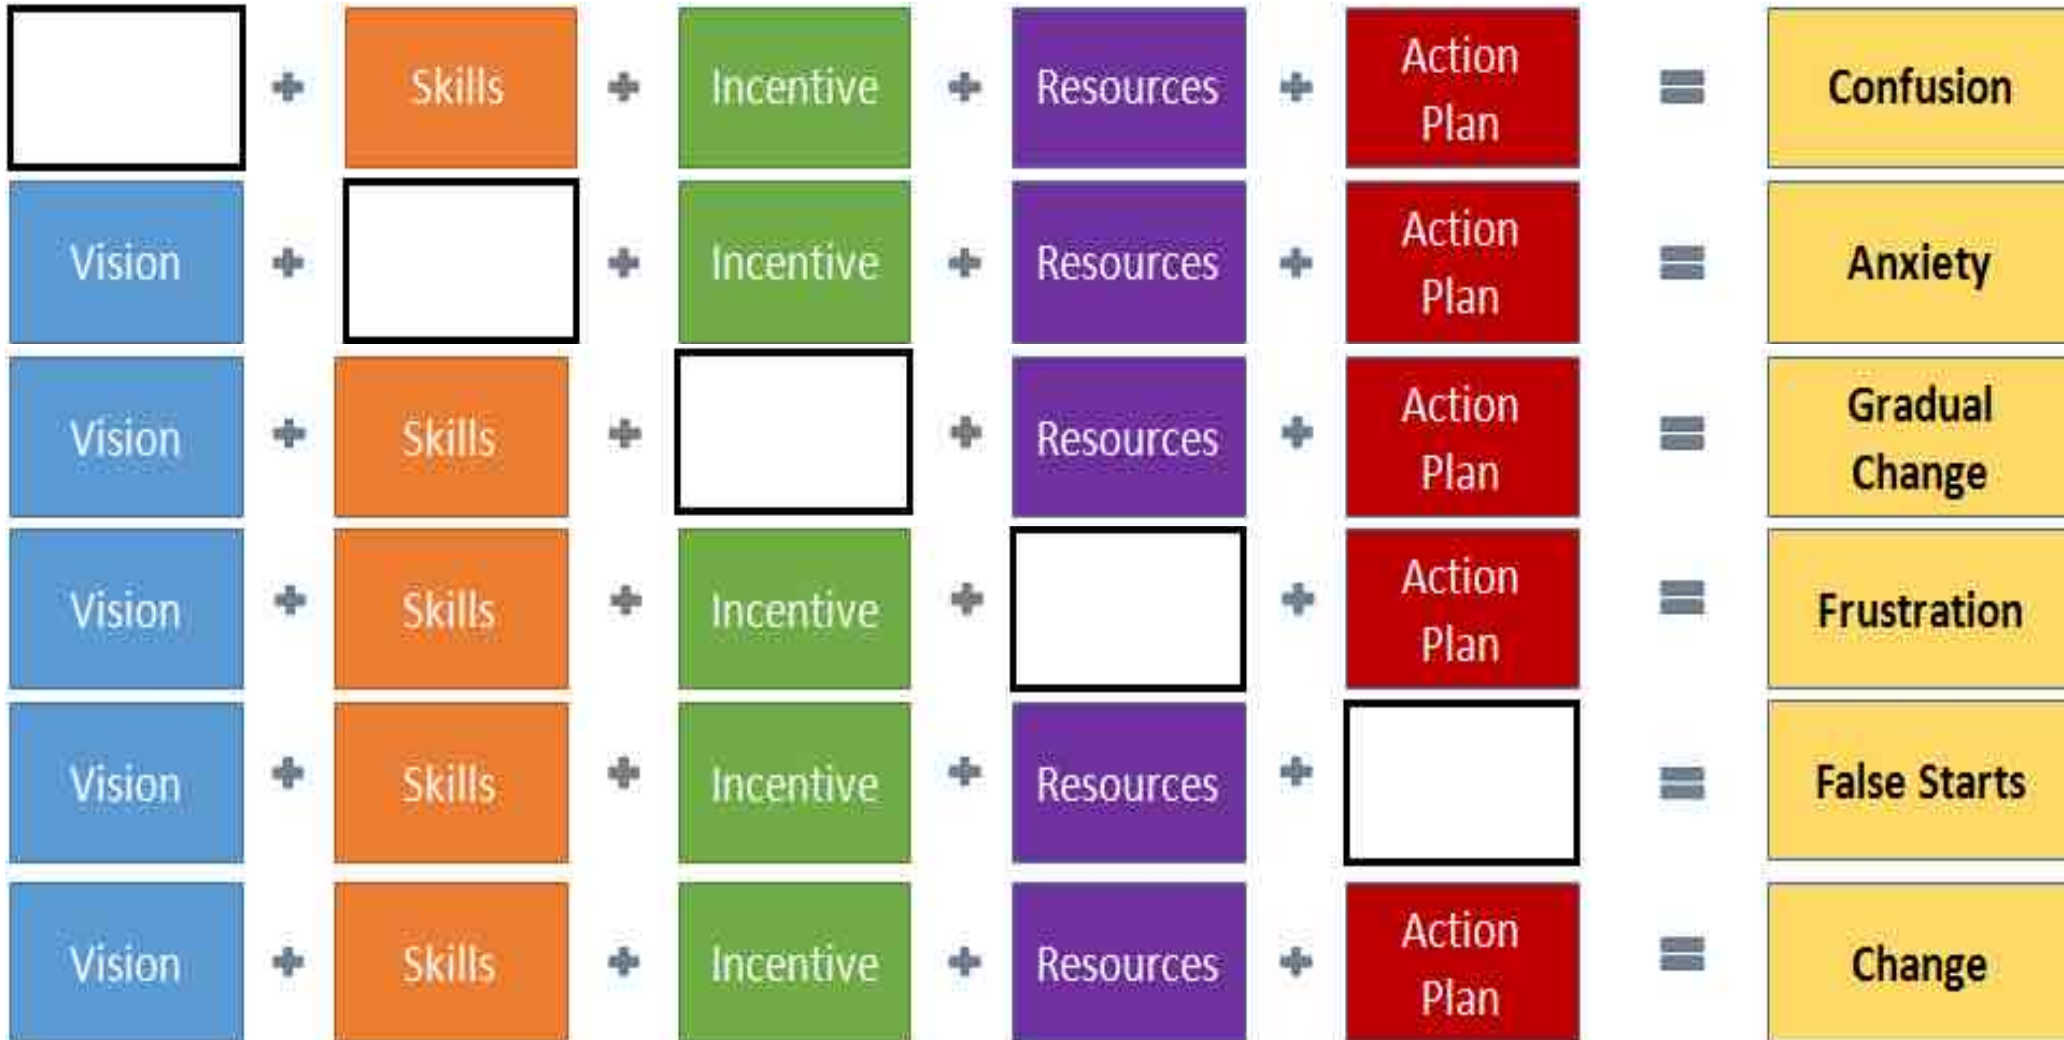 Skills Incentive Resources Action Plan Confusion
Vision Incentive Resources Action Plan Anxiety
Vision Skills Resources Action Plan Gradual Change
Vision Skills Incentive Action Plan Frustration
Vision Skills Incentive Resources False Starts
Vision Skills Incentive Resources Action Plan Change